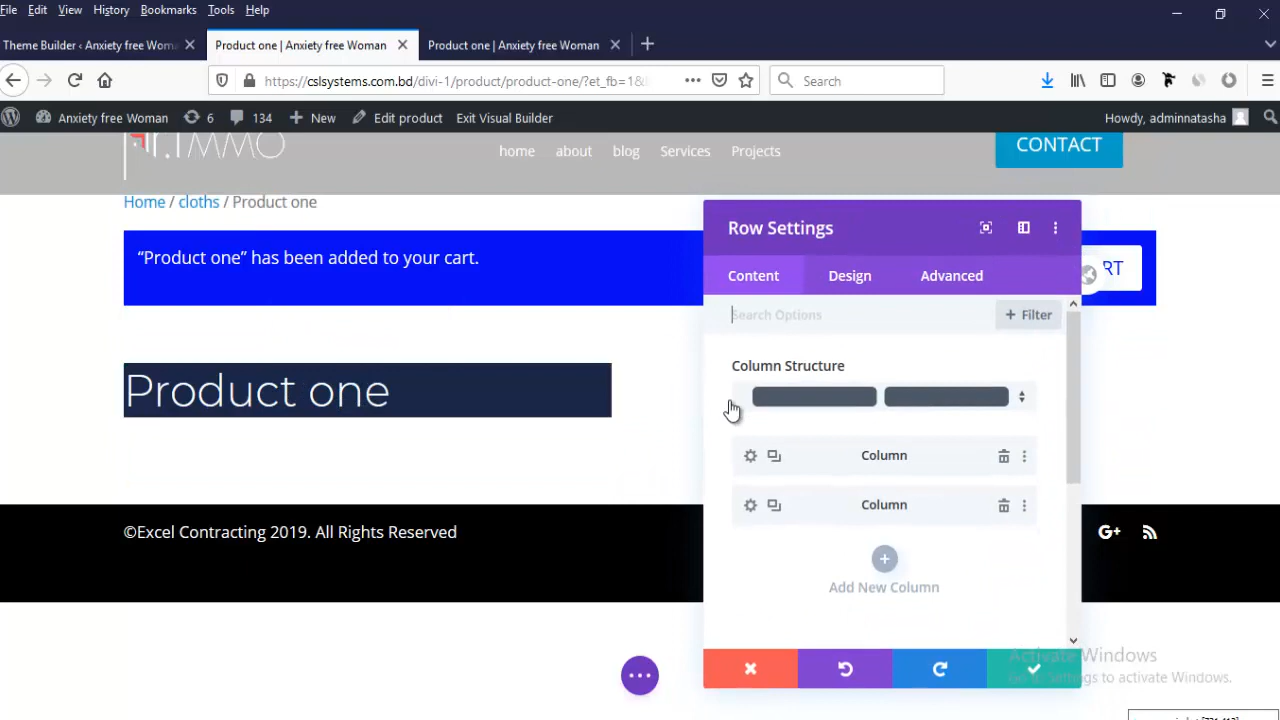 File Edit View History Bookmarks Tools Help
Theme Builder ‹ Anxiety free Woma
Product one | Anxiety free Woman
Product one | Anxiety free Woman
https://cslsystems.com.bd/divi-1/product/product-one/?et_fb=1&
Search
Anxiety free Woman 6 134 New Edit product Exit Visual Builder Howdy, adminnatasha
home about blog Services Projects CONTACT
Home / cloths / Product one
“Product one” has been added to your cart.
RT
Product one
©Excel Contracting 2019. All Rights Reserved
G+
Row Settings
Content Design Advanced
Search Options + Filter
Column Structure
Column
Column
Add New Column
Activate Windows
Go to Settings to activate Windows.